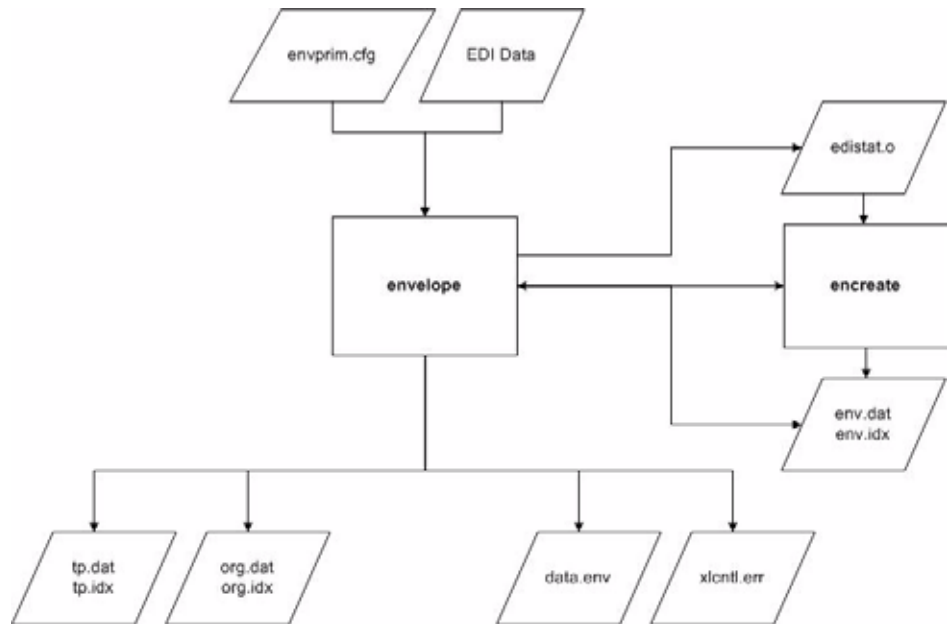 envprim.cfg
EDI Data
edistat.o
envelope
encreate
env.dat
env.idx
tp.dat
tp.idx
org.dat
org.idx
data.env
xlcntl.err